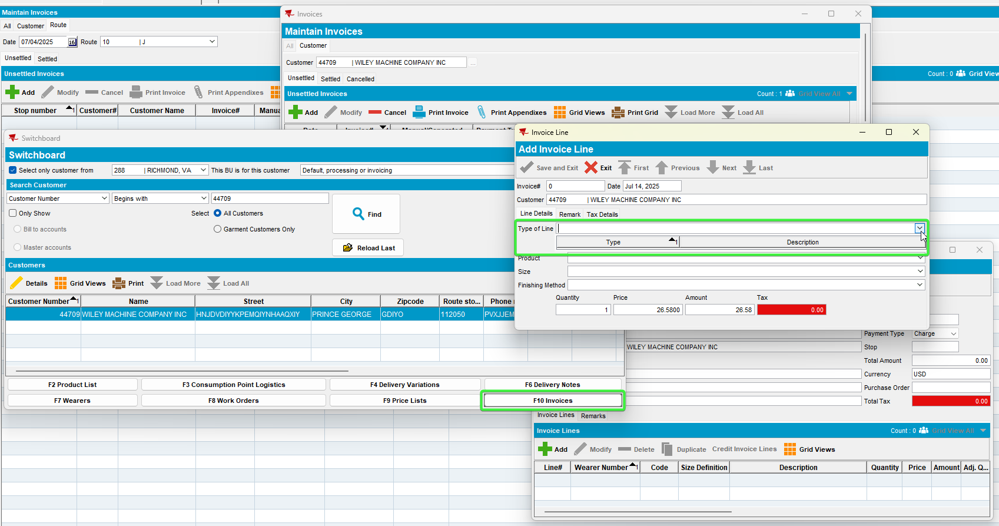 Maintain Invoices
All Customer Route
Date 07/04/2025 16 Route 10 | J
Unsettled Settled
Unsettled Invoices
Count : 0 Grid View
Add Modify Cancel Print Invoice Print Appendixes
Stop number 1 Customer# Customer Name Invoice# Manua
Invoices
Maintain Invoices
All Customer
Customer 44709 | WILEY MACHINE COMPANY INC ...
Unsettled Settled Cancelled
Unsettled Invoices Count : 1 Grid View All
Add Modify Cancel Print Invoice Print Appendixes Grid Views Print Grid Load More Load All
Date Invoice# 1 Manual/Generated Payment Ty
Switchboard
Switchboard
Select only customer from 288 | RICHMOND, VA This BU is for this customer Default, processing or invoicing
Search Customer
Customer Number Begins with 44709
Only Show Select All Customers
Find
Bill to accounts Garment Customers Only
Master accounts
Reload Last
Customers
Details Grid Views Print Load More Load All
Customer Number 1 Name Street City Zipcode Route sto... Phone
44709 WILEY MACHINE COMPANY INC HNJDVDIYYKPEMQIYNHAAQXIY PRINCE GEORGE GDIYO 112050 PVXJJEM
F2 Product List F3 Consumption Point Logistics F4 Delivery Variations F6 Delivery Notes
F7 Wearers F8 Work Orders F9 Price Lists F10 Invoices
Invoice Line
Add Invoice Line
Save and Exit Exit First Previous Next Last
Invoice# 0 Date Jul 14, 2025
Customer 44709 | WILEY MACHINE COMPANY INC
Line Details Remark Tax Details
Type of Line
Type 1 Description
Product
Size
Finishing Method
Quantity Price Amount Tax
1 26.5800 26.58 0.00
Payment Type Charge
WILEY MACHINE COMPANY INC Stop
Total Amount 0.00
Currency USD
Purchase Order
Total Tax 0.00
Invoice Lines Remarks
Invoice Lines Count : 0 Grid View All
Add Modify Delete Duplicate Credit Invoice Lines Grid Views
Line# Wearer Number 1 Code Size Definition Description Quantity Price Amount Adj. Q...